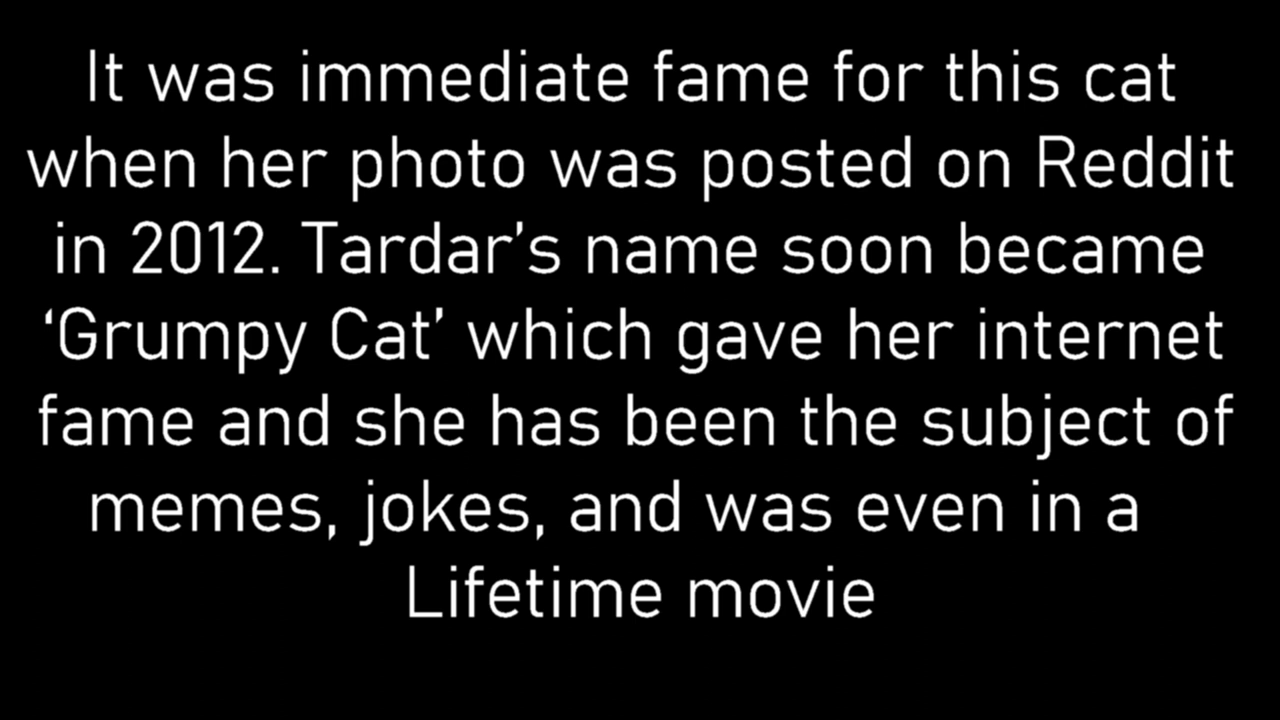 It was immediate fame for this cat
when her photo was posted on Reddit
in 2012. Tardar’s name soon became
‘Grumpy Cat’ which gave her internet
fame and she has been the subject of
memes, jokes, and was even in a
Lifetime movie